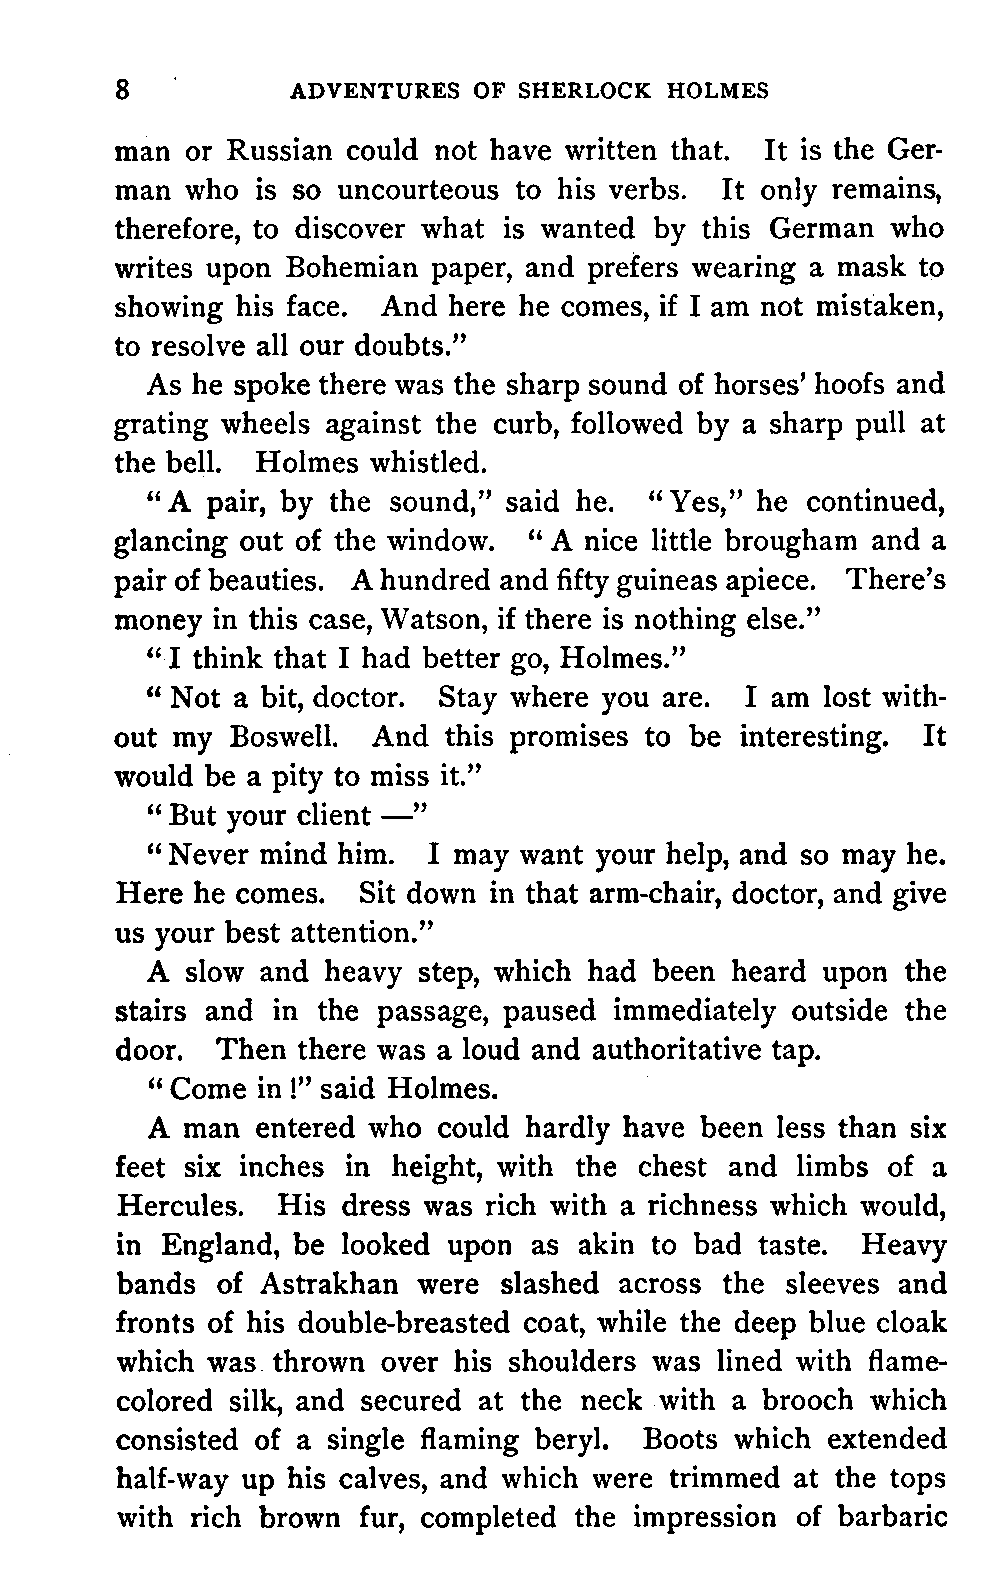 8 ADVENTURES OF SHERLOCK HOLMES
man or Russian could not have written that. It is the Ger-
man who is so uncourteous to his verbs. It only remains,
therefore, to discover what is wanted by this German who
writes upon Bohemian paper, and prefers wearing a mask to
showing his face. And here he comes, if I am not mistaken,
to resolve all our doubts.”
As he spoke there was the sharp sound of horses’ hoofs and
grating wheels against the curb, followed by a sharp pull at
the bell. Holmes whistled.
“A pair, by the sound,” said he. “Yes,” he continued,
glancing out of the window. “A nice little brougham and a
pair of beauties. A hundred and fifty guineas apiece. There’s
money in this case, Watson, if there is nothing else.”
“I think that I had better go, Holmes.”
“Not a bit, doctor. Stay where you are. I am lost with-
out my Boswell. And this promises to be interesting. It
would be a pity to miss it.”
“But your client —”
“Never mind him. I may want your help, and so may he.
Here he comes. Sit down in that arm-chair, doctor, and give
us your best attention.”
A slow and heavy step, which had been heard upon the
stairs and in the passage, paused immediately outside the
door. Then there was a loud and authoritative tap.
“Come in!” said Holmes.
A man entered who could hardly have been less than six
feet six inches in height, with the chest and limbs of a
Hercules. His dress was rich with a richness which would,
in England, be looked upon as akin to bad taste. Heavy
bands of Astrakhan were slashed across the sleeves and
fronts of his double-breasted coat, while the deep blue cloak
which was thrown over his shoulders was lined with flame-
colored silk, and secured at the neck with a brooch which
consisted of a single flaming beryl. Boots which extended
half-way up his calves, and which were trimmed at the tops
with rich brown fur, completed the impression of barbaric